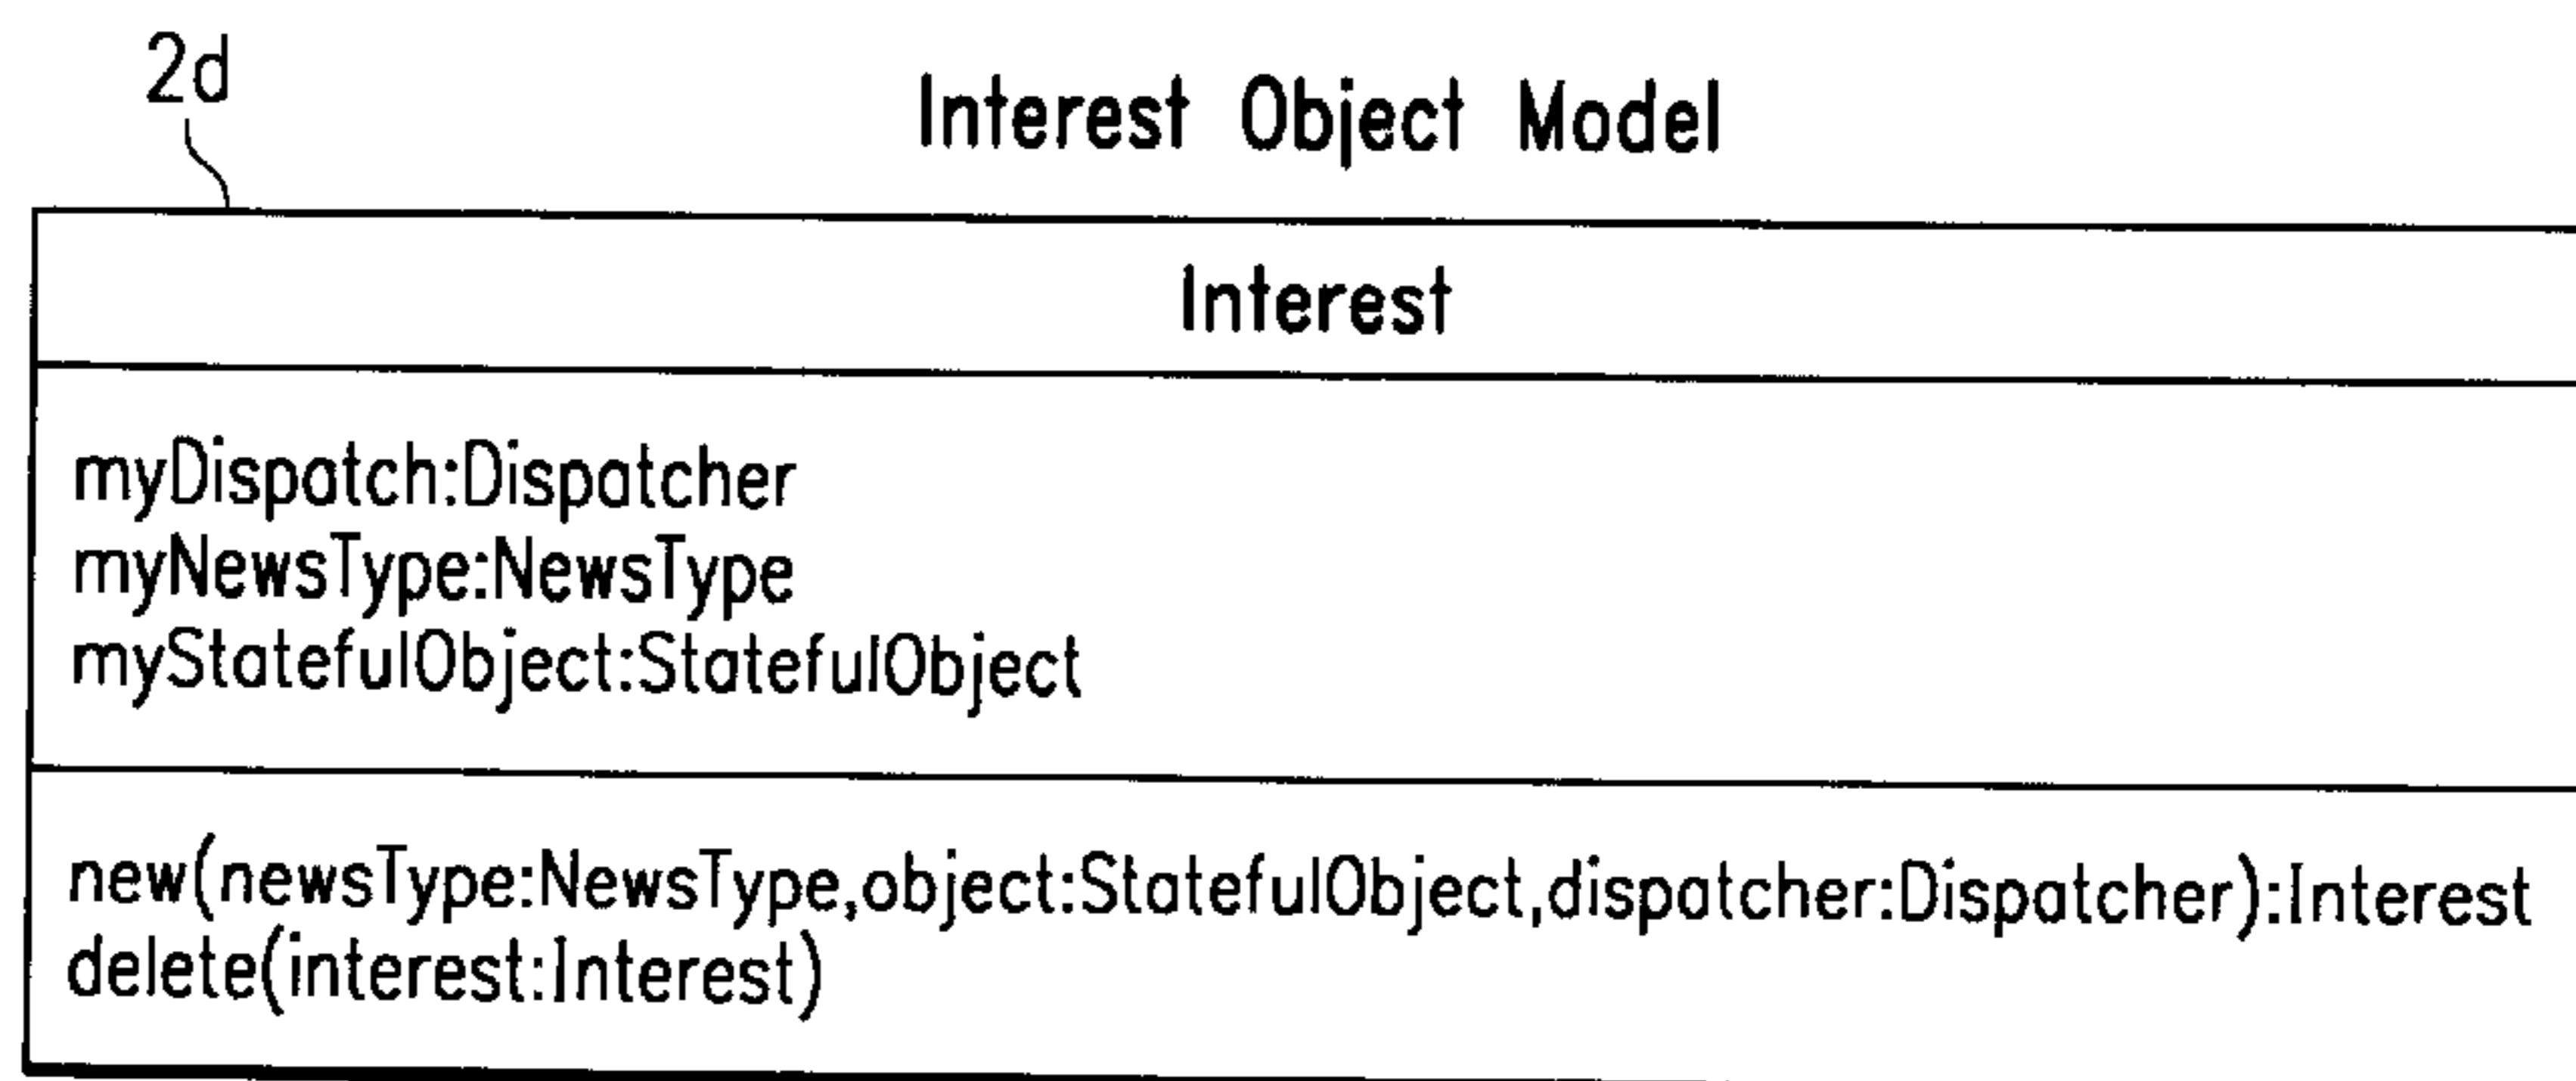 2d
Interest Object Model
Interest
myDispatch:Dispatcher
myNewsType:NewsType
myStatefulObject:StatefulObject
new(newsType:NewsType,object:StatefulObject,dispatcher:Dispatcher):Interest
delete(interest:Interest)